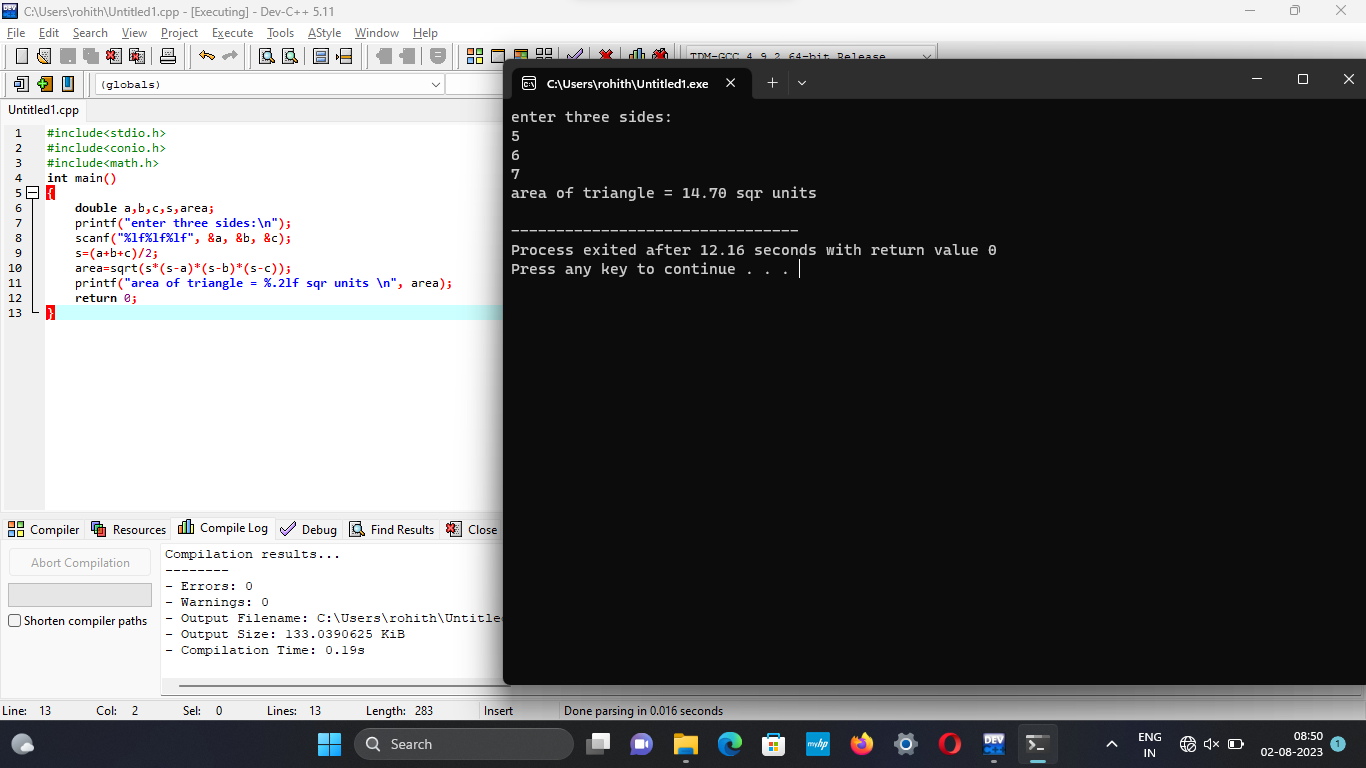 C:\Users\rohith\Untitled1.cpp - [Executing] - Dev-C++ 5.11
File Edit Search View Project Execute Tools AStyle Window Help
TDM-GCC 4.9.2 64-bit Release
(globals)
Untitled1.cpp
1 #include<stdio.h>
2 #include<conio.h>
3 #include<math.h>
4 int main()
5 {
6 double a,b,c,s,area;
7 printf("enter three sides:\n");
8 scanf("%lf%lf%lf", &a, &b, &c);
9 s=(a+b+c)/2;
10 area=sqrt(s*(s-a)*(s-b)*(s-c));
11 printf("area of triangle = %.2lf sqr units \n", area);
12 return 0;
13 }
C:\Users\rohith\Untitled1.exe
enter three sides:
5
6
7
area of triangle = 14.70 sqr units
--------------------------------
Process exited after 12.16 seconds with return value 0
Press any key to continue . . .
Compiler Resources Compile Log Debug Find Results Close
Abort Compilation
Shorten compiler paths
Compilation results...
--------
- Errors: 0
- Warnings: 0
- Output Filename: C:\Users\rohith\Untitle
- Output Size: 133.0390625 KiB
- Compilation Time: 0.19s
Line: 13 Col: 2 Sel: 0 Lines: 13 Length: 283 Insert Done parsing in 0.016 seconds
Search
myhp
DEV
ENG
IN
08:50
02-08-2023
1